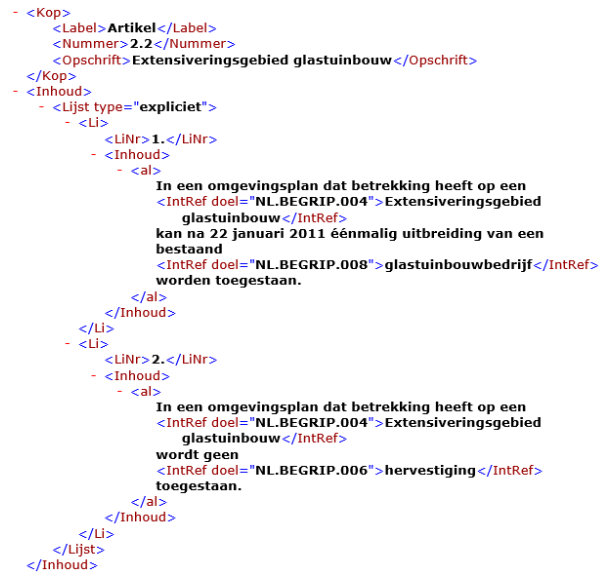 - <Kop>
<Label>Artikel</Label>
<Nummer>2.2</Nummer>
<Opschrift>Extensiveringsgebied glastuinbouw</Opschrift>
</Kop>
- <Inhoud>
- <Lijst type="expliciet">
- <Li>
<LiNr>1.</LiNr>
- <Inhoud>
- <al>
In een omgevingsplan dat betrekking heeft op een
<IntRef doel="NL.BEGRIP.004">Extensiveringsgebied
glastuinbouw</IntRef>
kan na 22 januari 2011 éénmalig uitbreiding van een
bestaand
<IntRef doel="NL.BEGRIP.008">glastuinbouwbedrijf</IntRef>
worden toegestaan.
</al>
</Inhoud>
</Li>
- <Li>
<LiNr>2.</LiNr>
- <Inhoud>
- <al>
In een omgevingsplan dat betrekking heeft op een
<IntRef doel="NL.BEGRIP.004">Extensiveringsgebied
glastuinbouw</IntRef>
wordt geen
<IntRef doel="NL.BEGRIP.006">hervestiging</IntRef>
toegestaan.
</al>
</Inhoud>
</Li>
</Lijst>
</Inhoud>